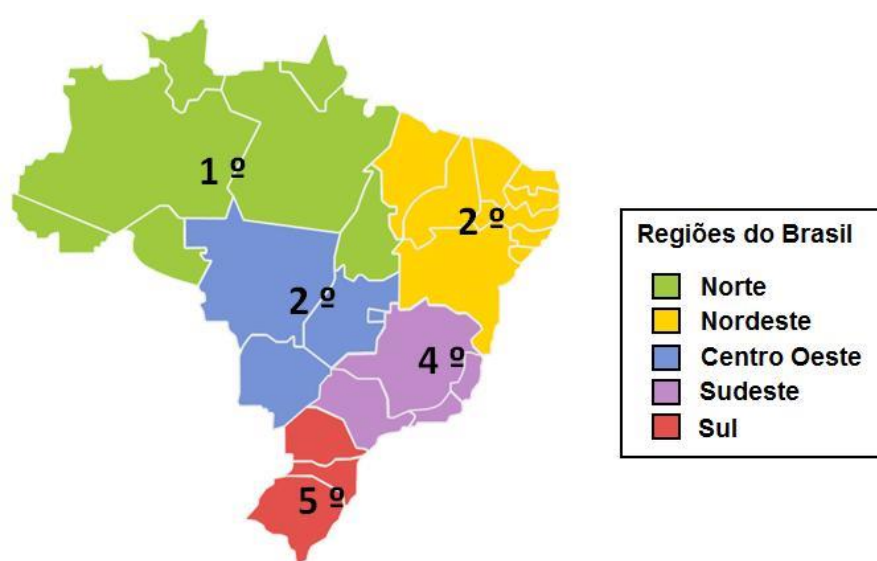 1 º
2 º
2 º
4 º
5 º
Regiões do Brasil
Norte
Nordeste
Centro Oeste
Sudeste
Sul